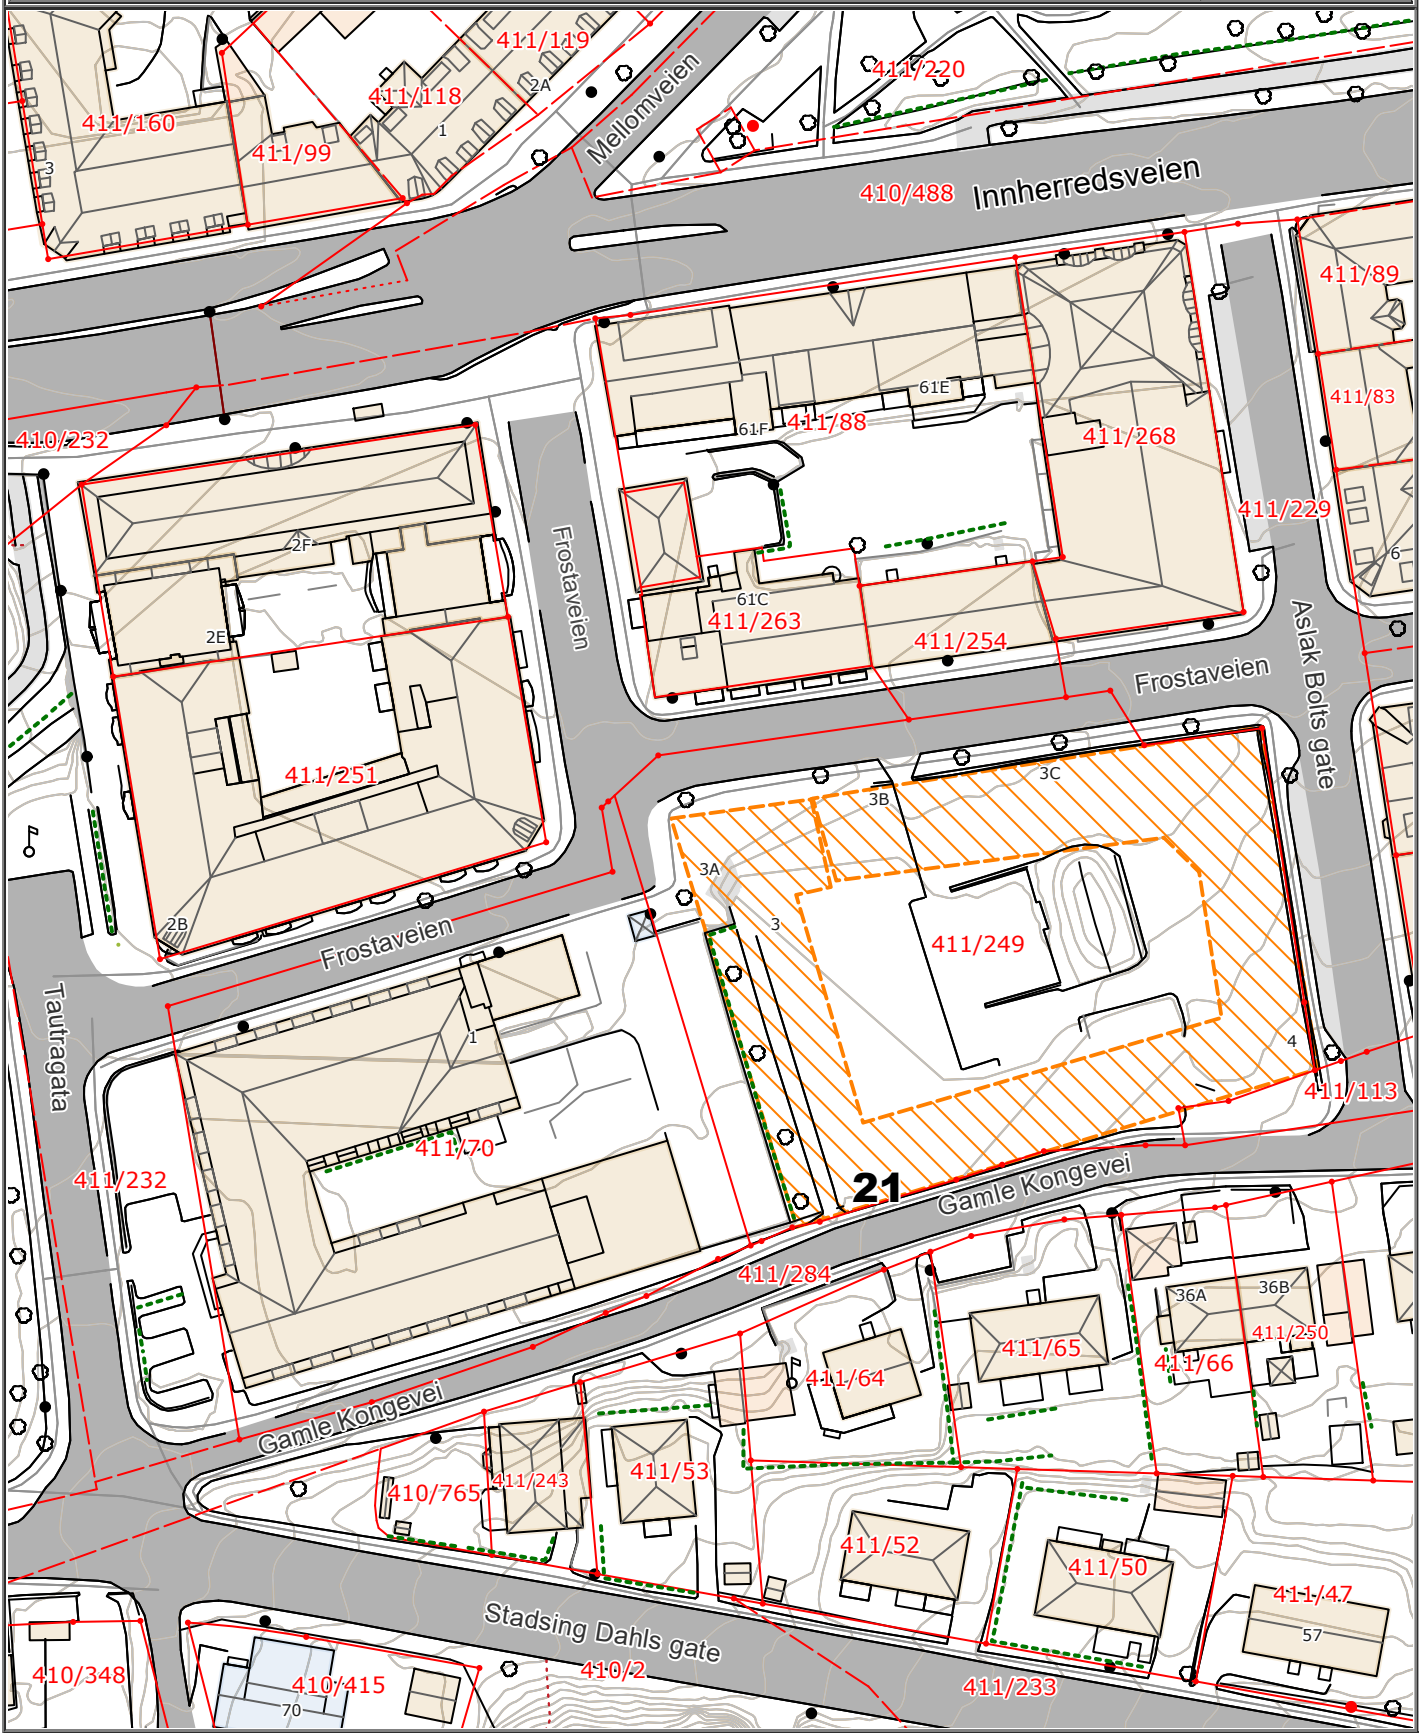 411/119
2A
411/220
411/118
411/160
1
Mellomveien
411/99
3
Innherredsveien
410/488
411/89
61E
411/83
411/88
61F
411/268
410/232
411/229
2F
Frostaveien
6
61C
411/263
2E
411/254
Frostaveien
Aslak Bolts gate
411/251
3C
3B
3A
2B
3
Frostaveien
411/249
Tautragata
1
4
411/113
411/70
411/232
21
Gamle Kongevei
411/284
36A
36B
411/250
411/65
411/66
411/64
Gamle Kongevei
411/53
411/243
410/765
411/52
411/50
411/47
Stadsing Dahls gate
57
410/2
410/348
410/415
411/233
70